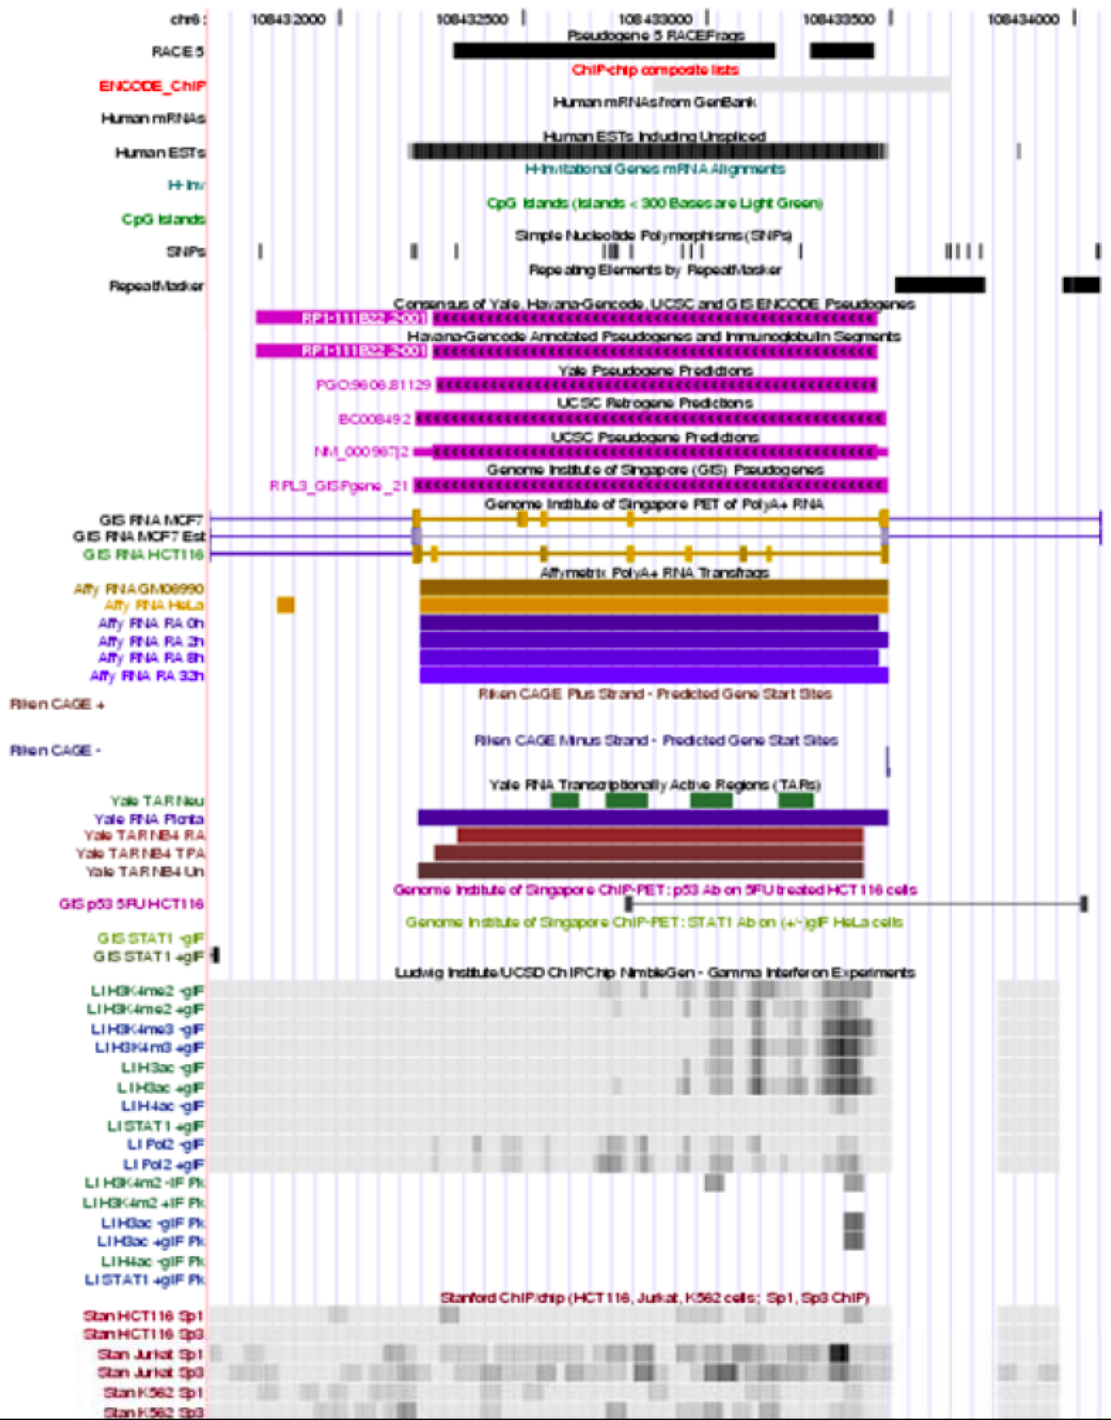 chr6: 108432000 | 108432500 | 108433000 | 108433500 | 108434000 |
Pseudogene 5 RACEFrags
RACE 5
ChIP-chip composite lists
ENCODE_ChIP
Human mRNAs from GenBank
Human mRNAs
Human ESTs Including Unspliced
Human ESTs
H-Invitational Genes mRNA Alignments
H-Inv
CpG Islands (Islands < 300 Bases are Light Green)
CpG Islands
Simple Nucleotide Polymorphisms (SNPs)
SNPs
Repeating Elements by RepeatMasker
RepeatMasker
Consensus of Yale, Havana-Gencode, UCSC and GIS ENCODE Pseudogenes
RP1-111B22.2-001
Havana-Gencode Annotated Pseudogenes and Immunoglobulin Segments
RP1-111B22.2-001
Yale Pseudogene Predictions
PGO.9606.81129
UCSC Retrogene Predictions
BC008492
UCSC Pseudogene Predictions
NM_000967|.2
Genome Institute of Singapore (GIS) Pseudogenes
RPL3_GISPgene_21
Genome Institute of Singapore PET of PolyA+ RNA
GIS RNA MCF7
GIS RNA MCF7 Est
GIS RNA HCT116
Affymetrix PolyA+ RNA Transfrags
Affy RNA GM06990
Affy RNA HeLa
Affy RNA RA 0h
Affy RNA RA 2h
Affy RNA RA 8h
Affy RNA RA 32h
Riken CAGE Plus Strand - Predicted Gene Start Sites
Riken CAGE +
Riken CAGE Minus Strand - Predicted Gene Start Sites
Riken CAGE -
Yale RNA Transcriptionally Active Regions (TARs)
Yale TAR Neu
Yale RNA Plcnta
Yale TAR NB4 RA
Yale TAR NB4 TPA
Yale TAR NB4 Un
Genome Institute of Singapore ChIP-PET: p53 Ab on 5FU treated HCT116 cells
GIS p53 5FU HCT116
Genome Institute of Singapore ChIP-PET: STAT1 Ab on (+/-)gIF HeLa cells
GIS STAT1 -gIF
GIS STAT1 +gIF
Ludwig Institute/UCSD ChIP/Chip NimbleGen - Gamma Interferon Experiments
LI H3K4me2 -gIF
LI H3K4me2 +gIF
LI H3K4me3 -gIF
LI H3K4m3 +gIF
LI H3ac -gIF
LI H3ac +gIF
LI H4ac -gIF
LI STAT1 +gIF
LI Pol2 -gIF
LI Pol2 +gIF
LI H3K4m2 -IF Pk
LI H3K4m2 +IF Pk
LI H3ac -gIF Pk
LI H3ac +gIF Pk
LI H4ac -gIF Pk
LI STAT1 +gIF Pk
Stanford ChIP/chip (HCT116, Jurkat, K562 cells; Sp1, Sp3 ChIP)
Stan HCT116 Sp1
Stan HCT116 Sp3
Stan Jurkat Sp1
Stan Jurkat Sp3
Stan K562 Sp1
Stan K562 Sp3